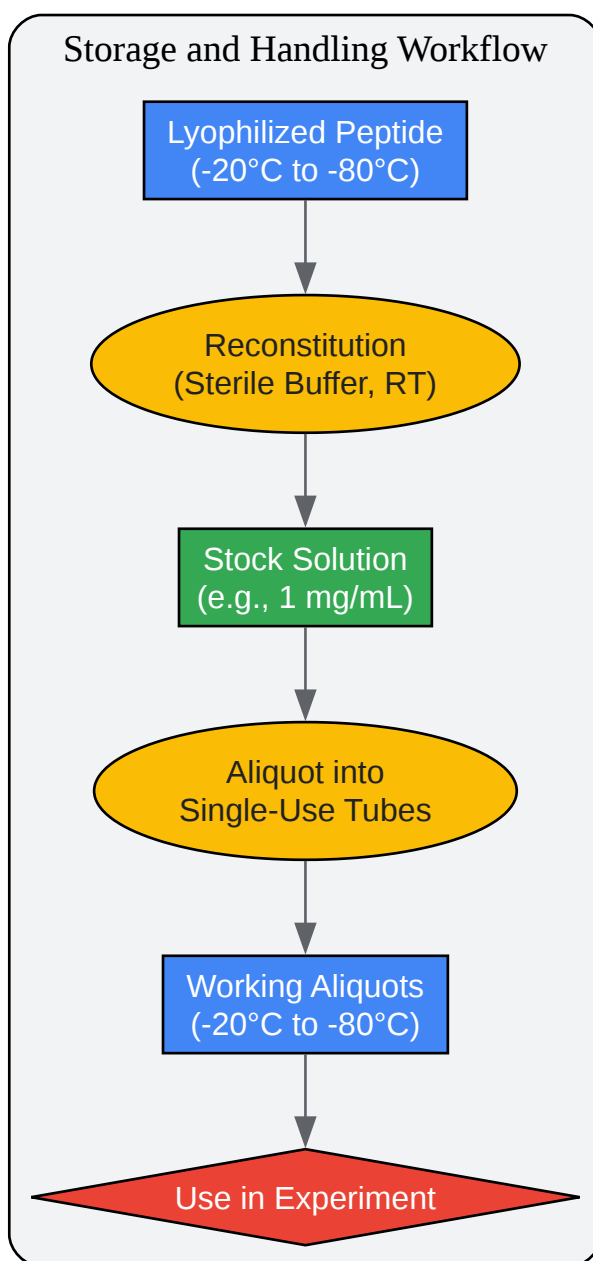 Storage and Handling Workflow
Lyophilized Peptide
(-20°C to -80°C)
Reconstitution
(Sterile Buffer, RT)
Stock Solution
(e.g., 1 mg/mL)
Aliquot into
Single-Use Tubes
Working Aliquots
(-20°C to -80°C)
Use in Experiment